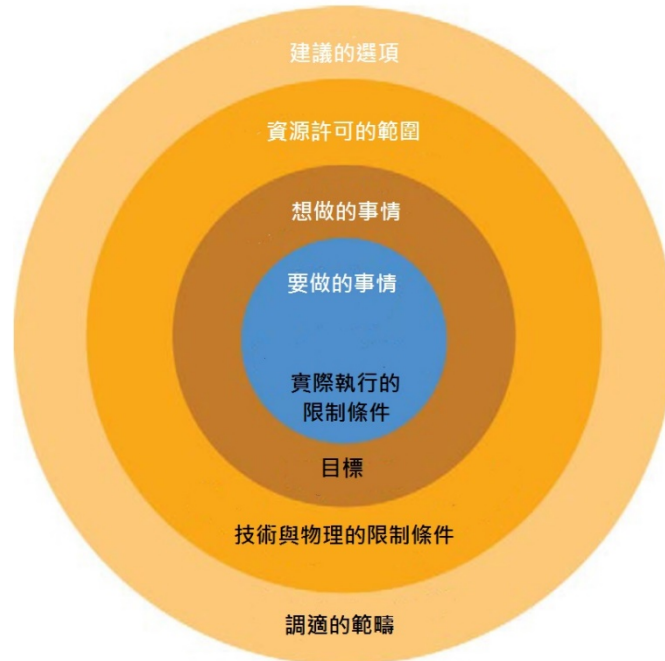 建議的選項
資源許可的範圍
想做的事情
要做的事情
實際執行的
限制條件
目標
技術與物理的限制條件
調適的範疇